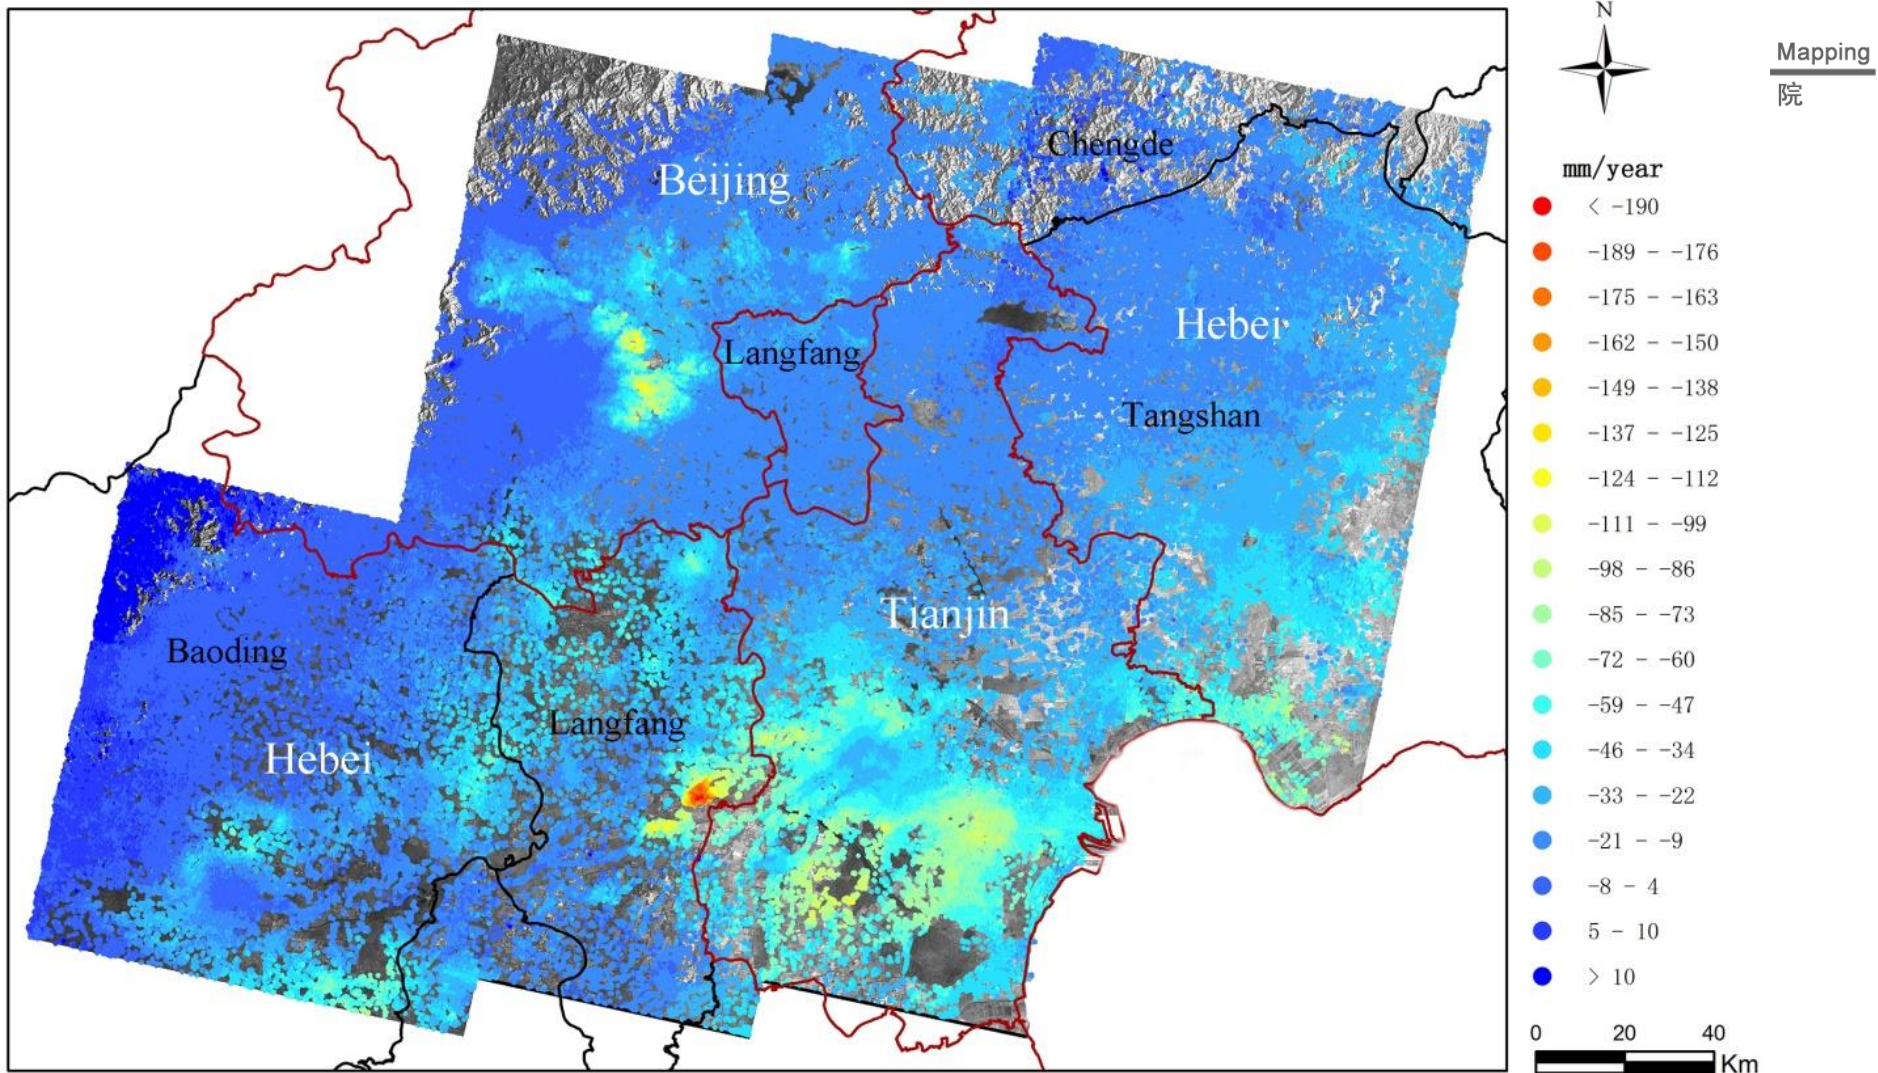 N
Mapping
院
Chengde
Beijing
mm/year
< -190
-189 - -176
-175 - -163
Hebei
-162 - -150
Langfang
-149 - -138
Tangshan
-137 - -125
-124 - -112
-111 - -99
-98 - -86
Tianjin
-85 - -73
Baoding
-72 - -60
-59 - -47
Langfang
Hebei
-46 - -34
-33 - -22
-21 - -9
-8 - 4
5 - 10
> 10
0 20 40
Km